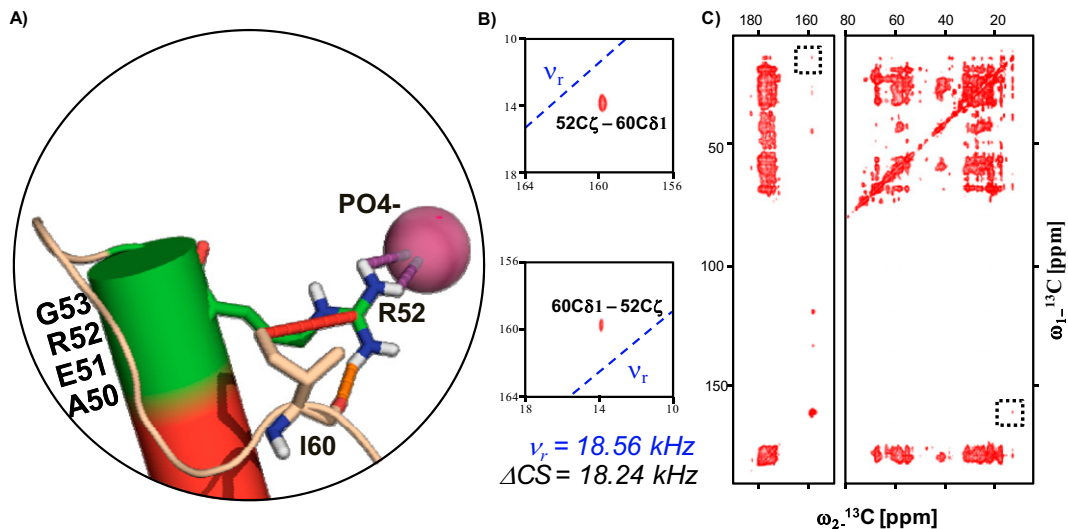 A)
PO4-
R52
G53
R52
E51
A50
I60
B)
10
14
18
νr
52Cζ – 60Cδ1
164 160 156
156
160
164
60Cδ1 – 52Cζ
νr
18 14 10
νr = 18.56 kHz
ΔCS = 18.24 kHz
C)
180 160 80 60 40 20
50
100
150
ω1-13C [ppm]
ω2-13C [ppm]